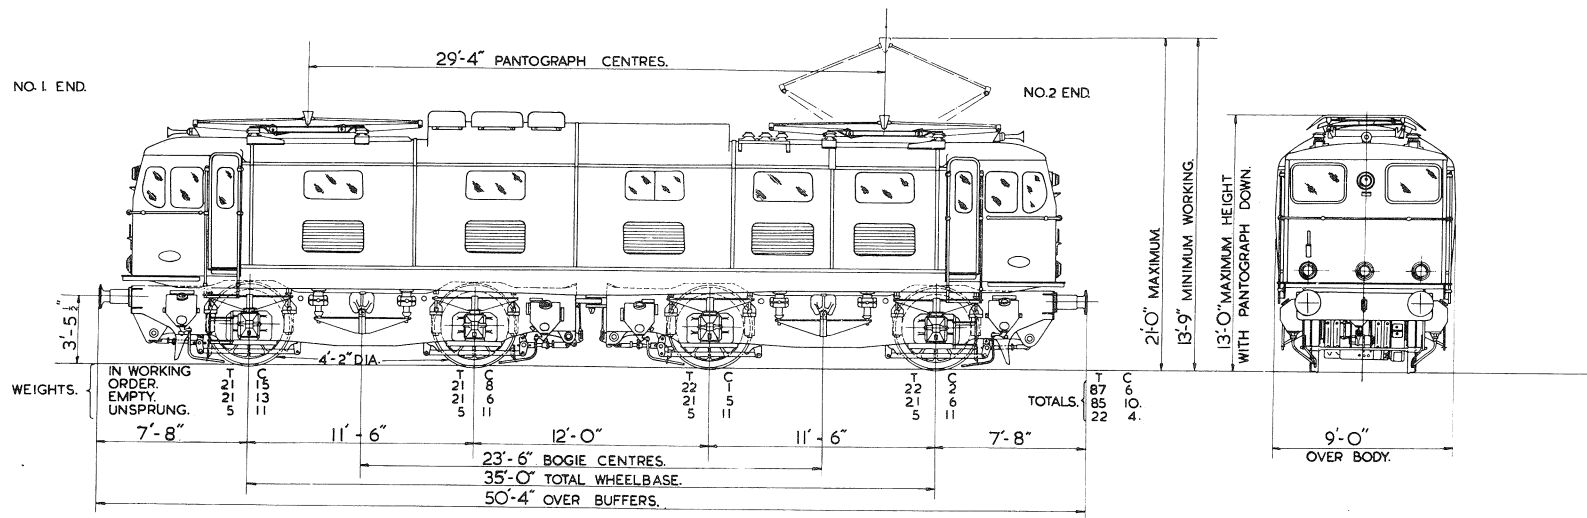 29'-4" PANTOGRAPH CENTRES.
NO. 1. END.
NO.2 END.
21'-0" MAXIMUM.
13'-9" MINIMUM WORKING.
13'-0" MAXIMUM HEIGHT
WITH PANTOGRAPH DOWN.
3'-5½"
4'-2" DIA.
WEIGHTS.
T C T C T C T C T C
IN WORKING
ORDER. 21 15 21 8 22 1 22 2 87 6
EMPTY. 21 13 21 6 21 5 21 6 TOTALS. 85 10.
UNSPRUNG. 5 11 5 11 5 11 5 11 22 4.
7'-8" 11'-6" 12'-0" 11'-6" 7'-8" 9'-0"
OVER BODY.
23'-6" BOGIE CENTRES.
35'-0" TOTAL WHEELBASE.
50'-4" OVER BUFFERS.